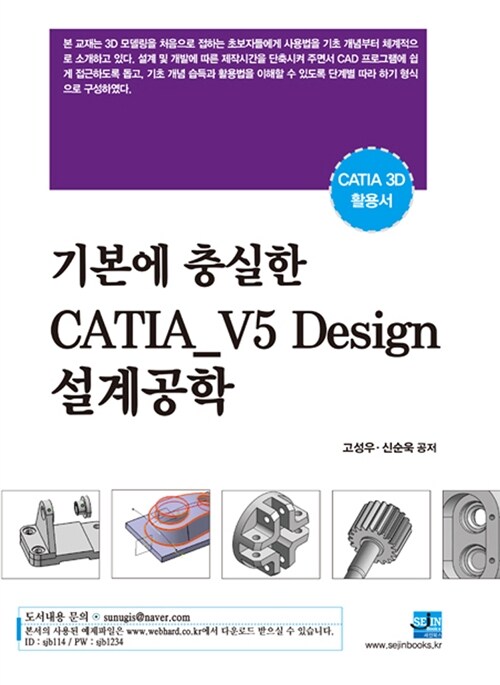 본 교재는 3D 모델링을 처음으로 접하는 초보자들에게 사용법을 기초 개념부터 체계적으
로 소개하고 있다. 설계 및 개발에 따른 제작시간을 단축시켜 주면서 CAD 프로그램에 쉽
게 접근하도록 돕고, 기초 개념 습득과 활용법을 이해할 수 있도록 단계별 따라 하기 형식
으로 구성하였다.
CATIA 3D
활용서
기본에 충실한
CATIA_V5 Design
설계공학
고성우·신순욱 공저
도서내용 문의 ⊙ sunugis@naver.com
본서의 사용된 예제파일은 www.webhard.co.kr에서 다운로드 받으실 수 있습니다.
ID : sjb114 / PW : sjb1234
SEJIN
Books
세진북스
www.sejinbooks.kr